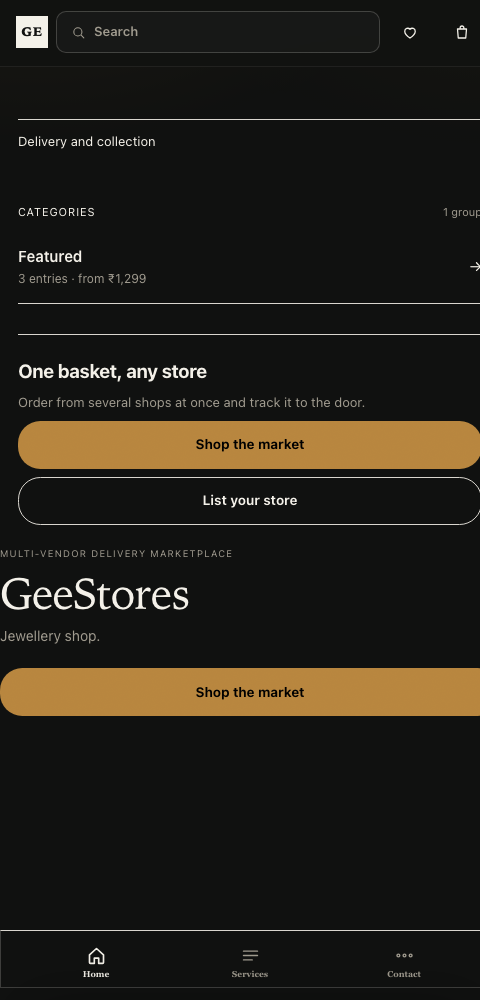 GE
Search
Delivery and collection
CATEGORIES
1 group
Featured
3 entries · from ₹1,299
One basket, any store
Order from several shops at once and track it to the door.
Shop the market
List your store
MULTI-VENDOR DELIVERY MARKETPLACE
GeeStores
Jewellery shop.
Shop the market
Home
Services
Contact